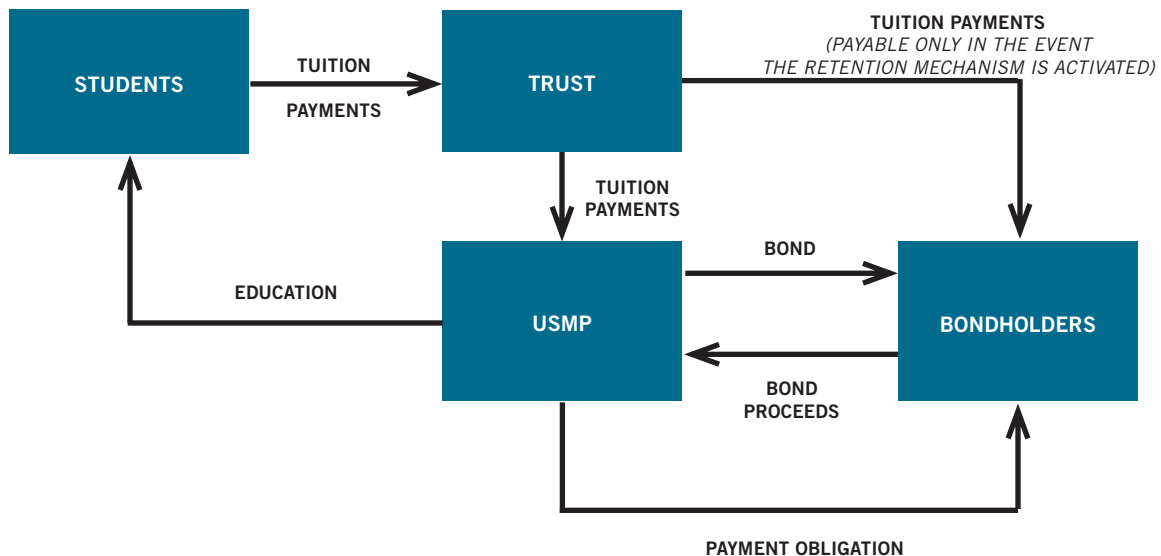 TUITION PAYMENTS
(PAYABLE ONLY IN THE EVENT
THE RETENTION MECHANISM IS ACTIVATED)
STUDENTS
TUITION
PAYMENTS
TRUST
TUITION
PAYMENTS
EDUCATION
USMP
BOND
BONDHOLDERS
BOND
PROCEEDS
PAYMENT OBLIGATION